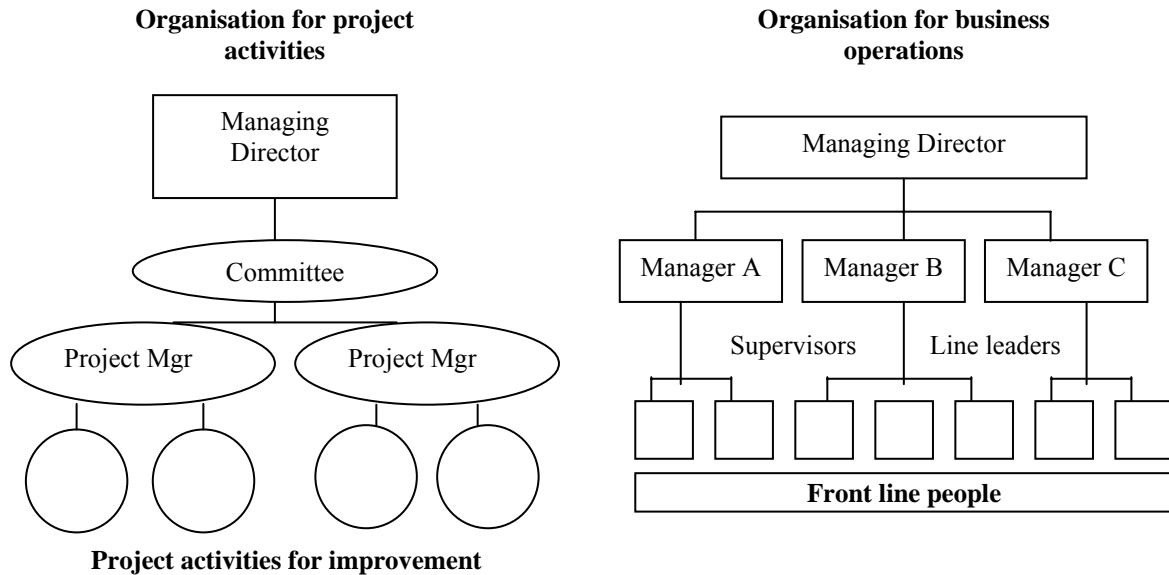 Organisation for project
activities
Managing
Director
Committee
Project Mgr
Project Mgr
Project activities for improvement
Organisation for business
operations
Managing Director
Manager A
Manager B
Manager C
Supervisors
Line leaders
Front line people